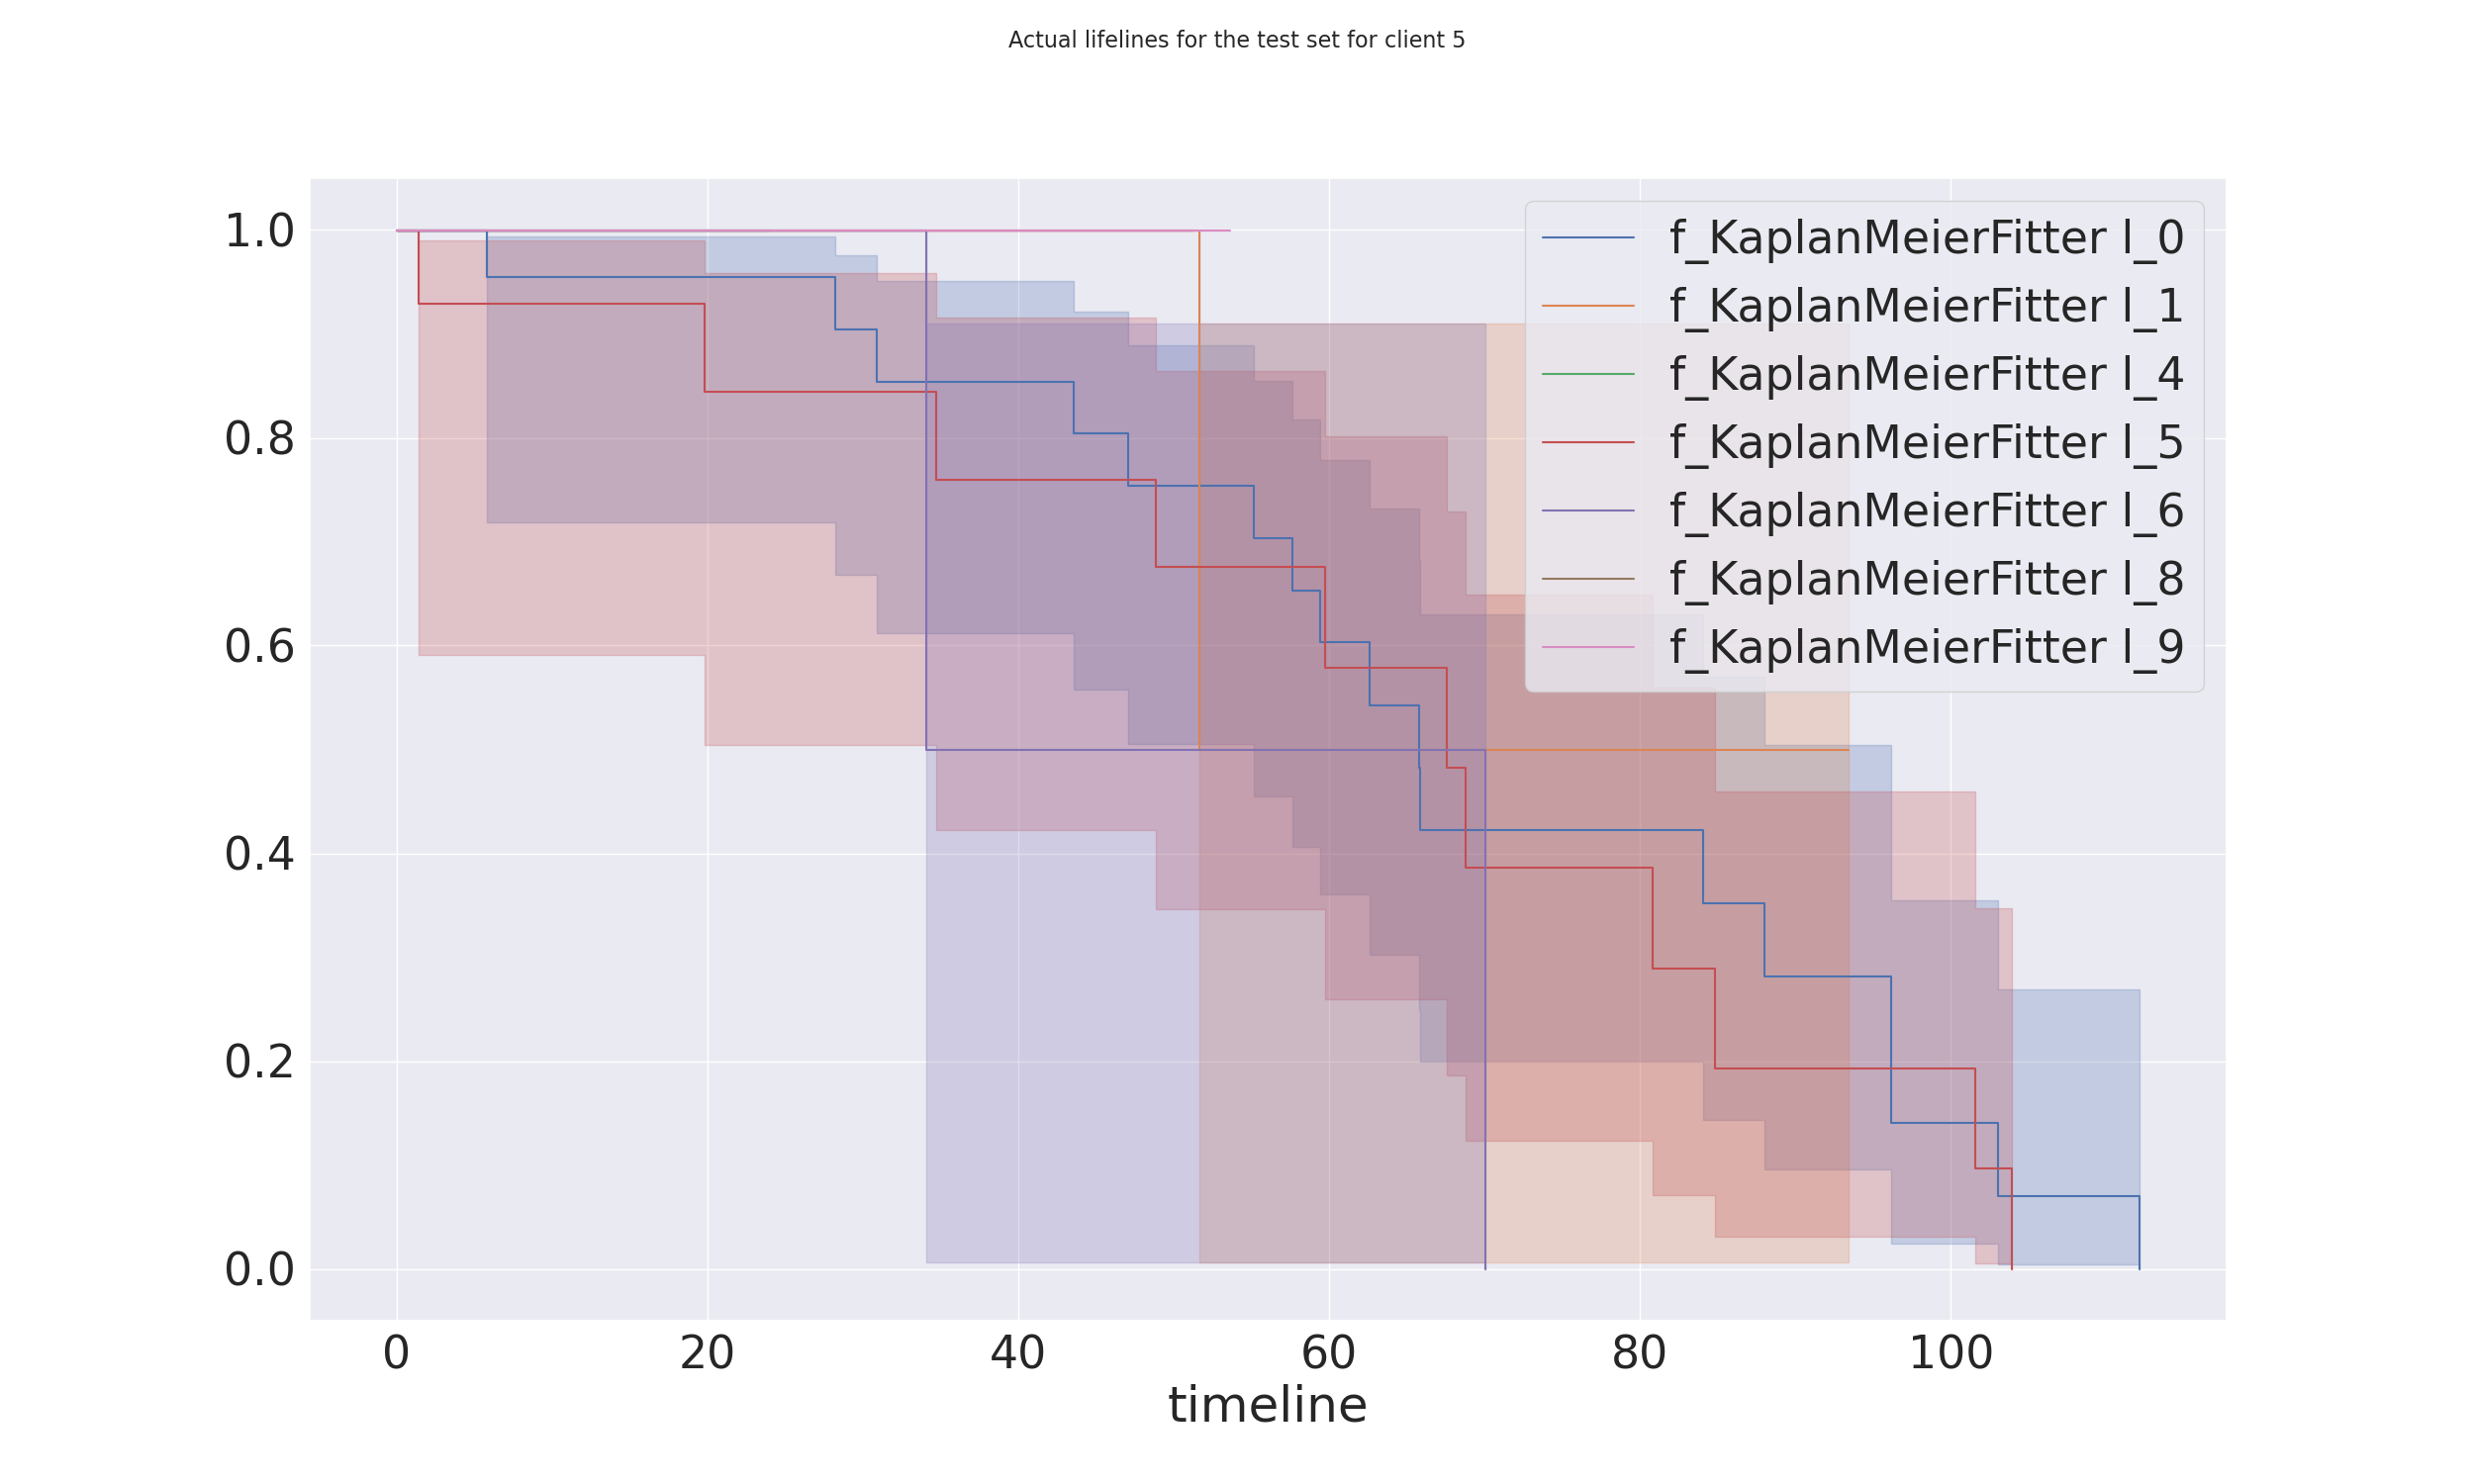 Actual lifelines for the test set for client 5
1.0
0.8
0.6
0.4
0.2
0.0
f_KaplanMeierFitter l_0
f_KaplanMeierFitter l_1
f_KaplanMeierFitter l_4
f_KaplanMeierFitter l_5
f_KaplanMeierFitter l_6
f_KaplanMeierFitter l_8
f_KaplanMeierFitter l_9
0 20 40 60 80 100
timeline